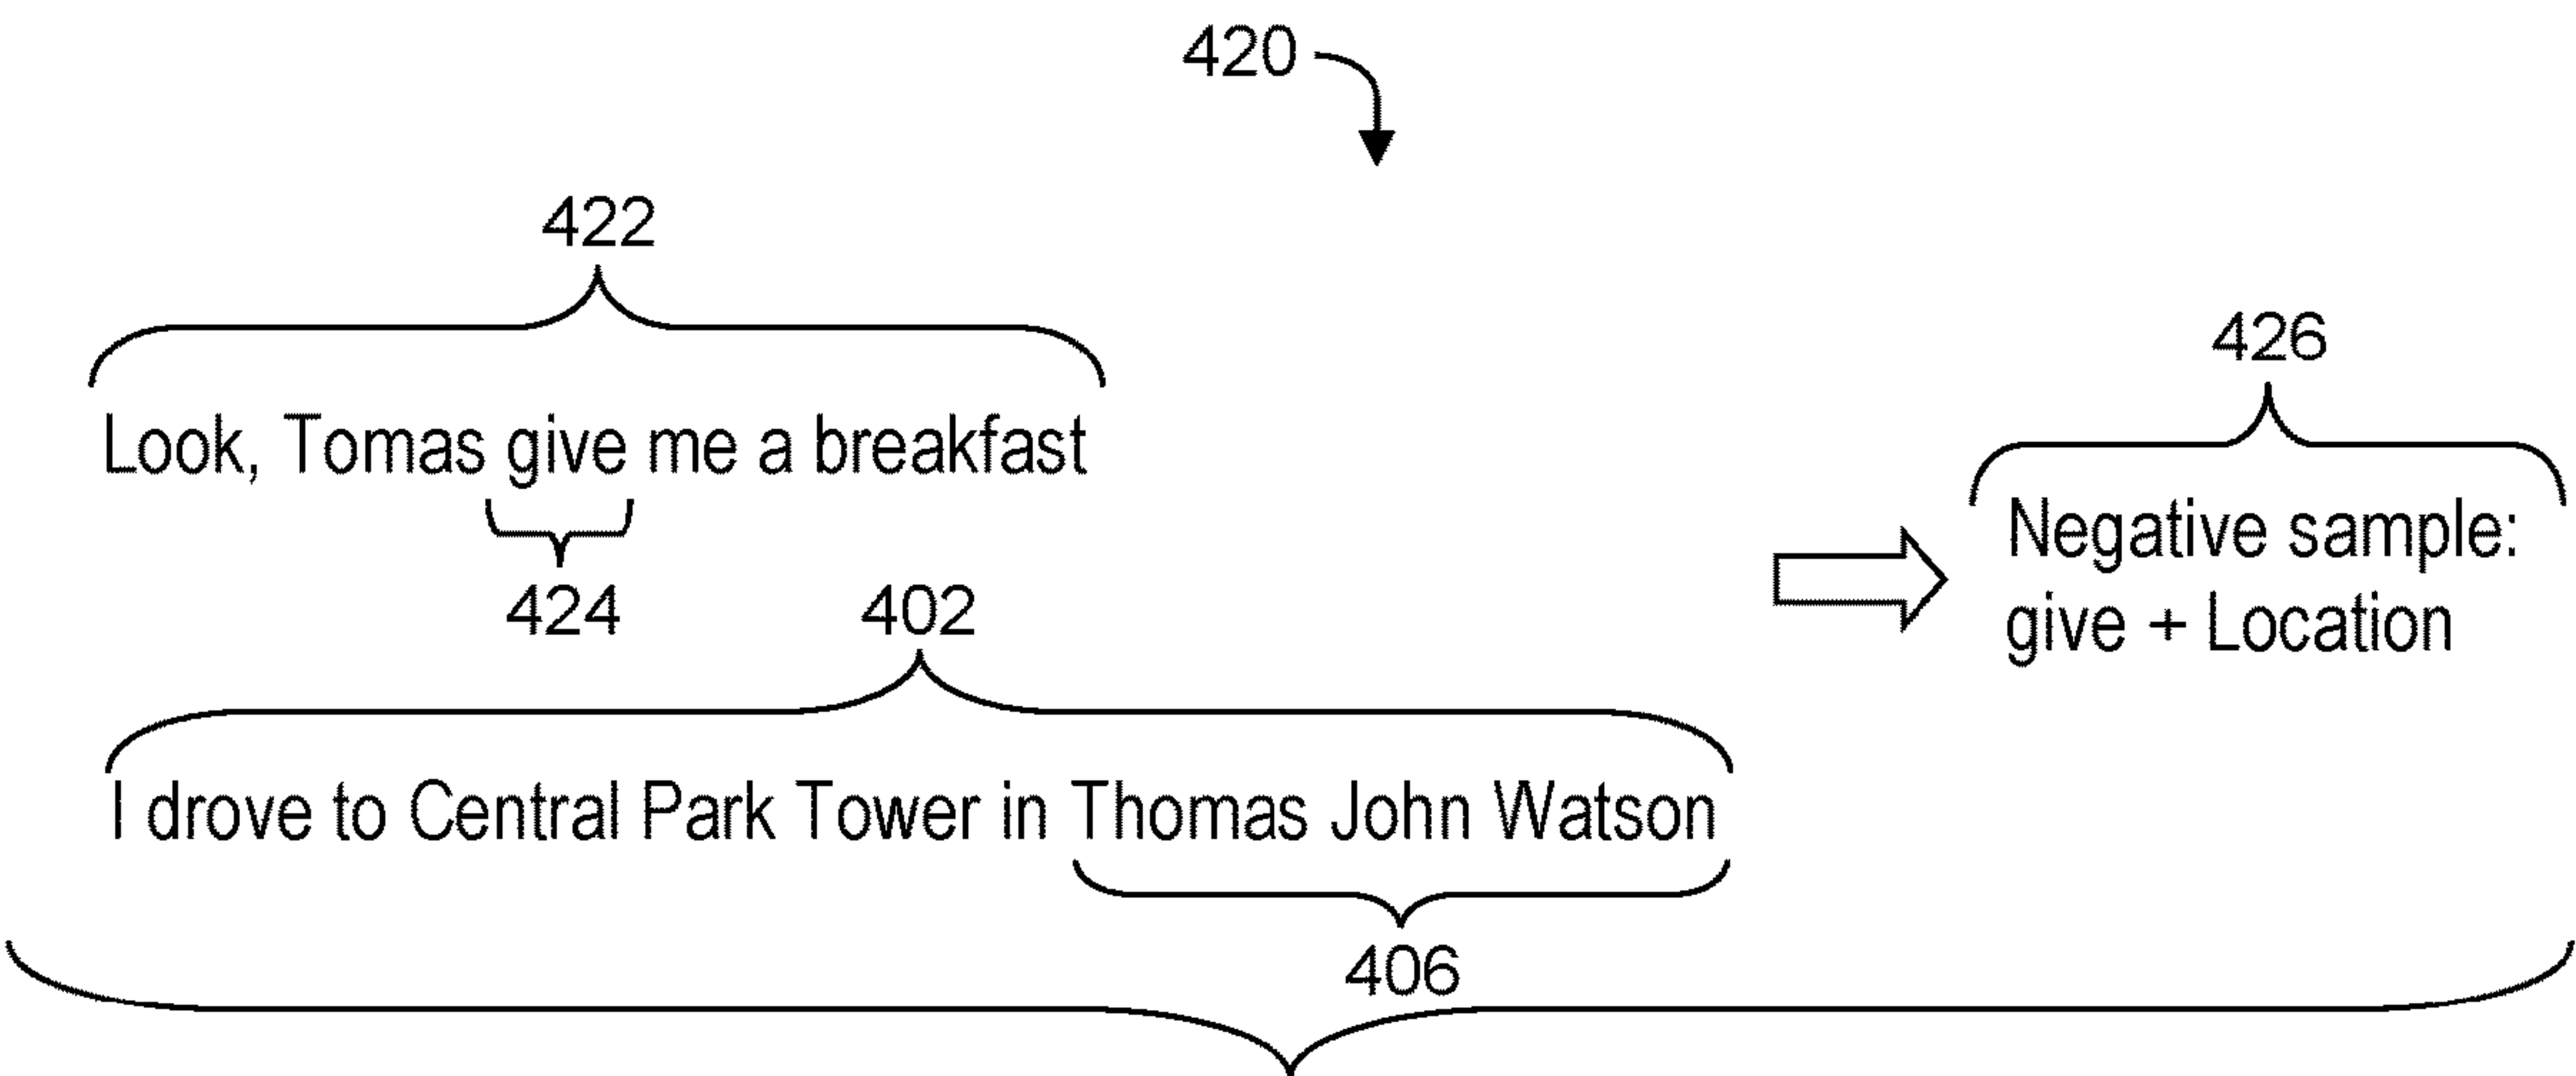 420
422
Look, Tomas give me a breakfast
424
402
I drove to Central Park Tower in Thomas John Watson
406
426
Negative sample:
give + Location